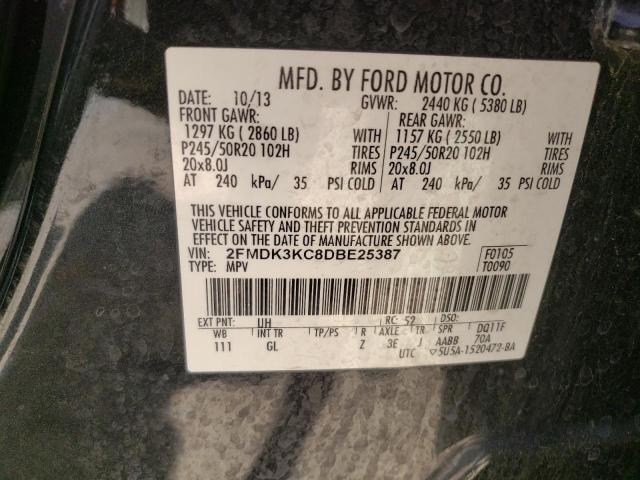 MFD. BY FORD MOTOR CO.
DATE: 10/13 GVWR: 2440 KG ( 5380 LB)
FRONT GAWR: REAR GAWR:
1297 KG ( 2860 LB) WITH 1157 KG ( 2550 LB) WITH
P245/50R20 102H TIRES P245/50R20 102H TIRES
20x8.0J RIMS 20x8.0J RIMS
AT 240 kPa/ 35 PSI COLD AT 240 kPa/ 35 PSI COLD
THIS VEHICLE CONFORMS TO ALL APPLICABLE FEDERAL MOTOR
VEHICLE SAFETY AND THEFT PREVENTION STANDARDS IN
EFFECT ON THE DATE OF MANUFACTURE SHOWN ABOVE.
VIN: 2FMDK3KC8DBE25387 F0105
TYPE: MPV T0090
EXT PNT: UH RC: 52 DSO:
WB INT TR TP/PS R AXLE TR SPR DQ11F
111 GL Z 3E J AABB 70A
UTC ▽5U5A-1520472-BA